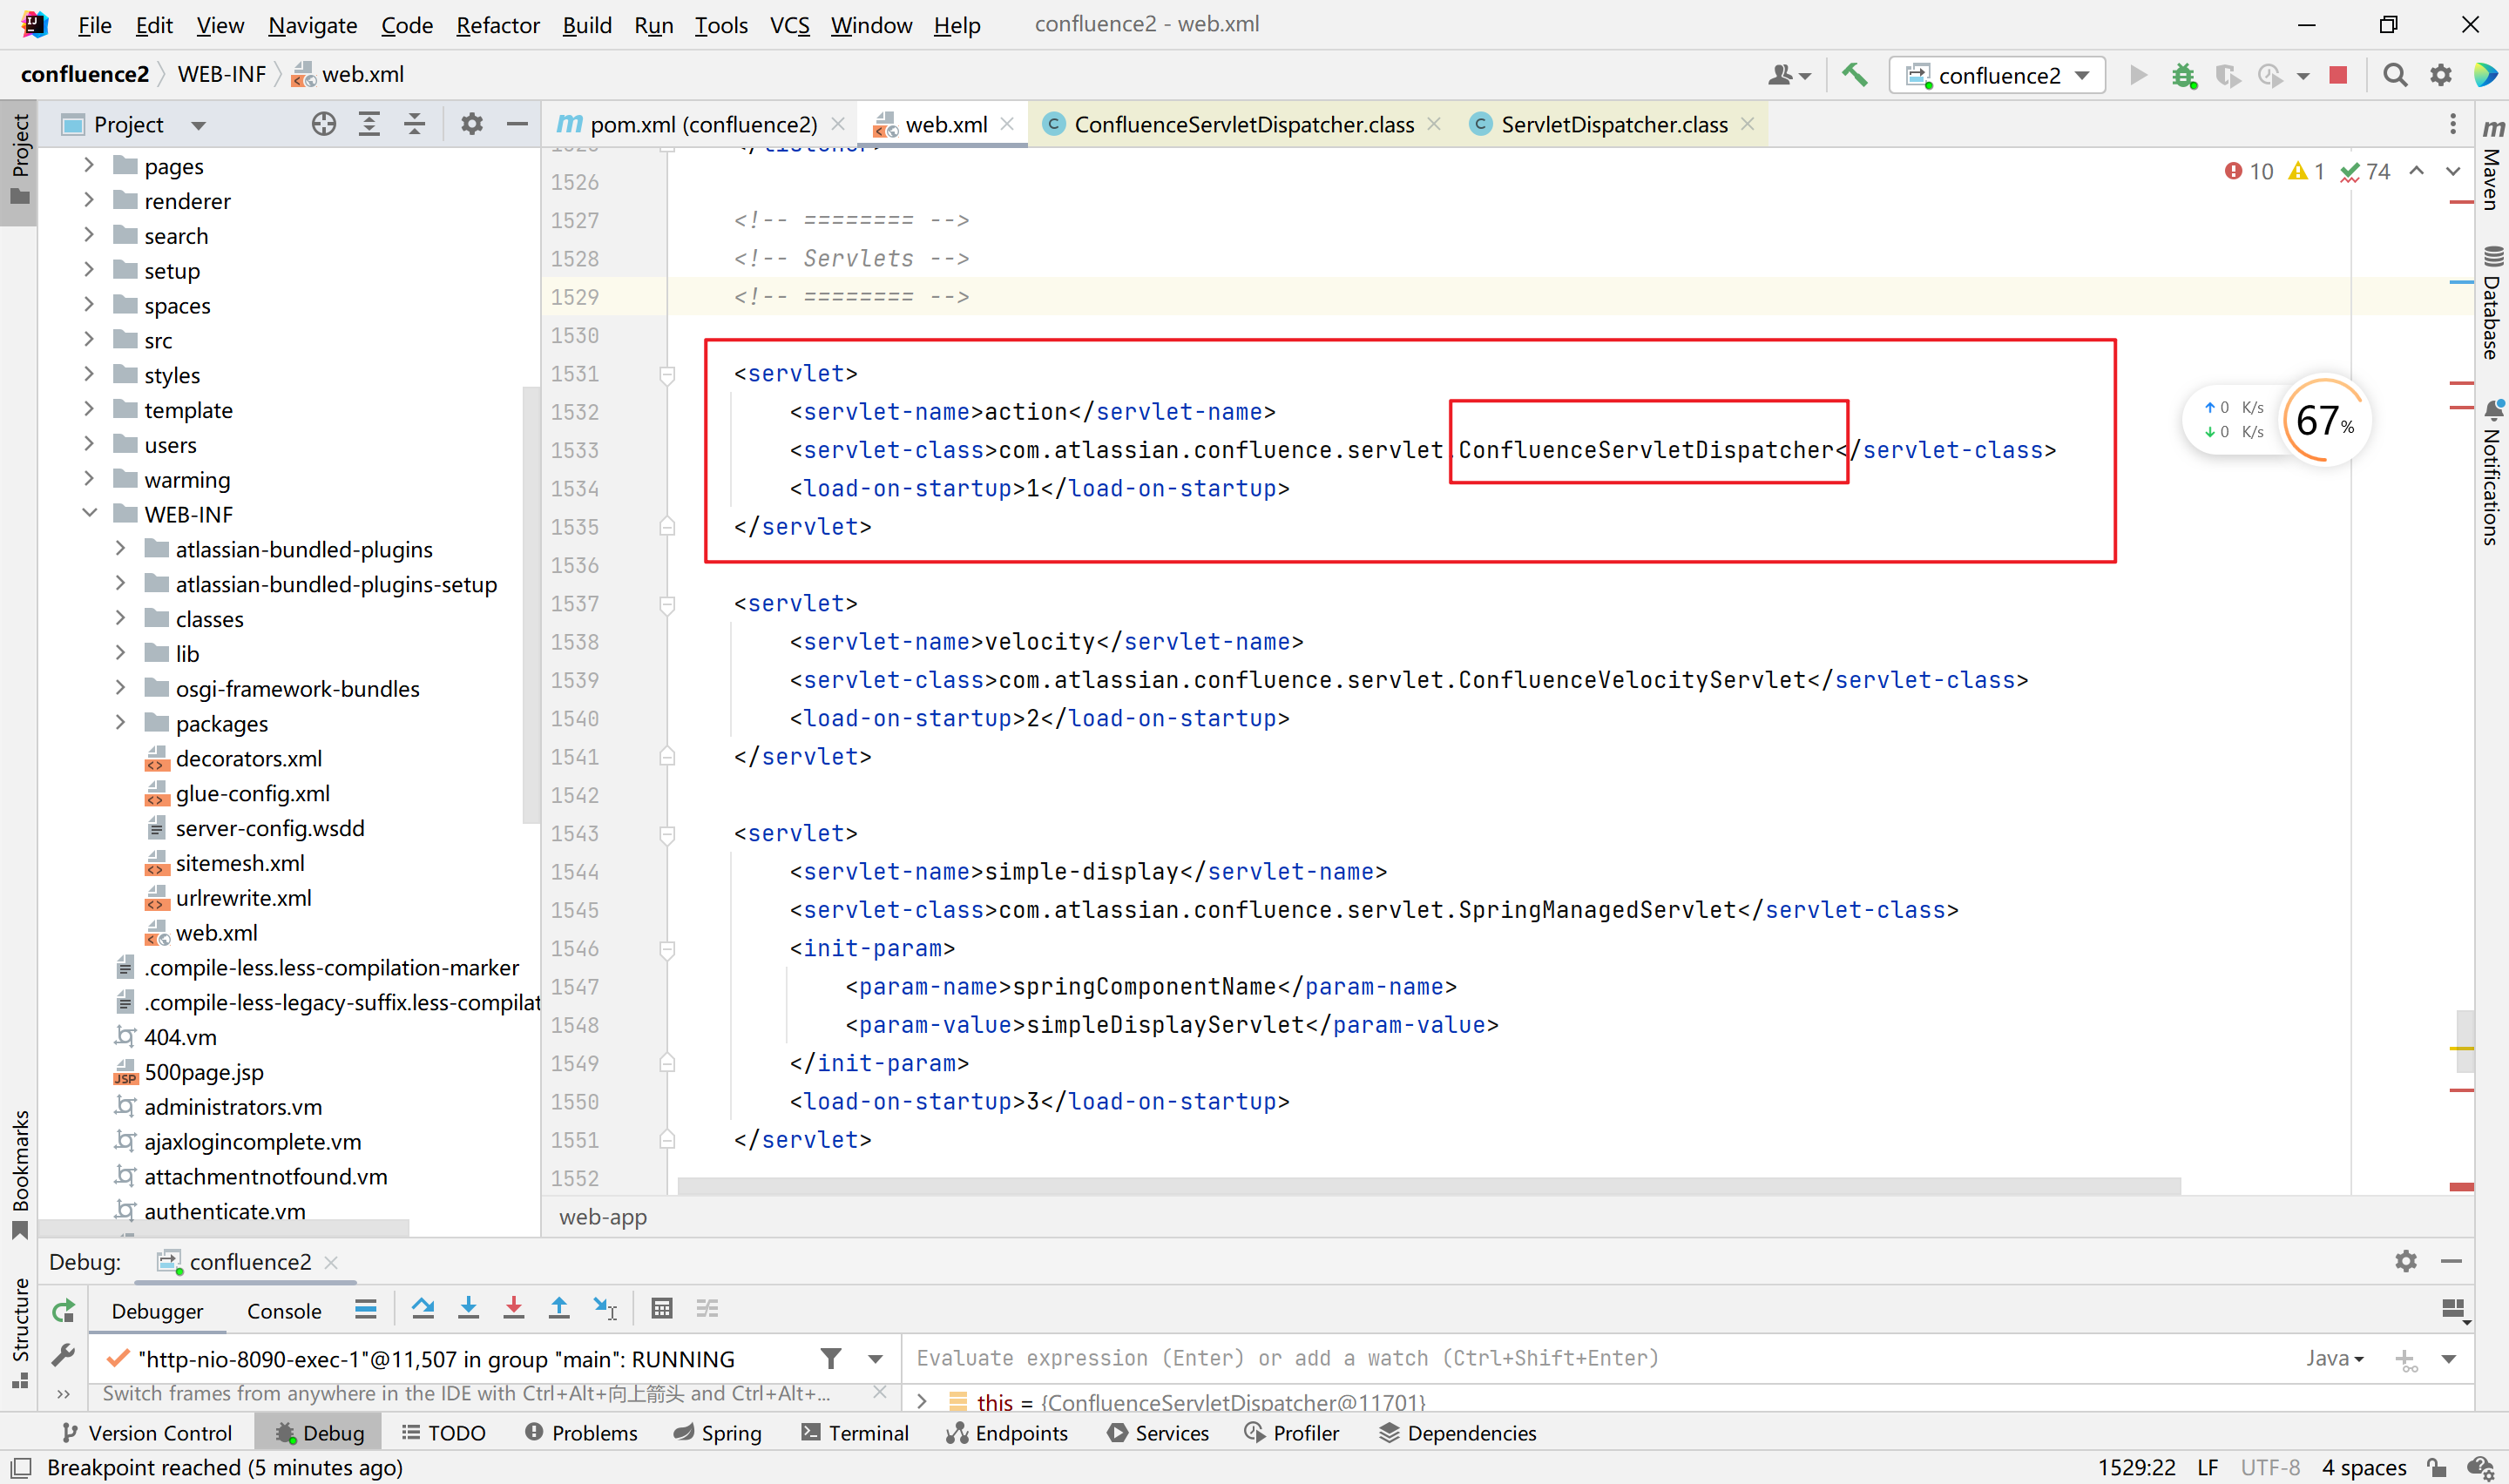 File Edit View Navigate Code Refactor Build Run Tools VCS Window Help confluence2 - web.xml
confluence2 WEB-INF web.xml confluence2
Project
Project
pom.xml (confluence2) web.xml ConfluenceServletDispatcher.class ServletDispatcher.class
10 1 74
Maven
Database
Notifications
pages
renderer
search
setup
spaces
src
styles
template
users
warming
WEB-INF
atlassian-bundled-plugins
atlassian-bundled-plugins-setup
classes
lib
osgi-framework-bundles
packages
decorators.xml
glue-config.xml
server-config.wsdd
sitemesh.xml
urlrewrite.xml
web.xml
.compile-less.less-compilation-marker
.compile-less-legacy-suffix.less-compilat
404.vm
500page.jsp
administrators.vm
ajaxlogincomplete.vm
attachmentnotfound.vm
authenticate.vm
1526
1527 <!-- ======== -->
1528 <!-- Servlets -->
1529 <!-- ======== -->
1530
1531 <servlet>
1532 <servlet-name>action</servlet-name>
1533 <servlet-class>com.atlassian.confluence.servlet.ConfluenceServletDispatcher</servlet-class>
1534 <load-on-startup>1</load-on-startup>
1535 </servlet>
1536
1537 <servlet>
1538 <servlet-name>velocity</servlet-name>
1539 <servlet-class>com.atlassian.confluence.servlet.ConfluenceVelocityServlet</servlet-class>
1540 <load-on-startup>2</load-on-startup>
1541 </servlet>
1542
1543 <servlet>
1544 <servlet-name>simple-display</servlet-name>
1545 <servlet-class>com.atlassian.confluence.servlet.SpringManagedServlet</servlet-class>
1546 <init-param>
1547 <param-name>springComponentName</param-name>
1548 <param-value>simpleDisplayServlet</param-value>
1549 </init-param>
1550 <load-on-startup>3</load-on-startup>
1551 </servlet>
1552
↑ 0 K/s
↓ 0 K/s
67%
web-app
Bookmarks
Structure
Debug: confluence2
Debugger Console
"http-nio-8090-exec-1"@11,507 in group "main": RUNNING
Evaluate expression (Enter) or add a watch (Ctrl+Shift+Enter) Java
Switch frames from anywhere in the IDE with Ctrl+Alt+向上箭头 and Ctrl+Alt+...
this = {ConfluenceServletDispatcher@11701}
Version Control Debug TODO Problems Spring Terminal Endpoints Services Profiler Dependencies
Breakpoint reached (5 minutes ago) 1529:22 LF UTF-8 4 spaces